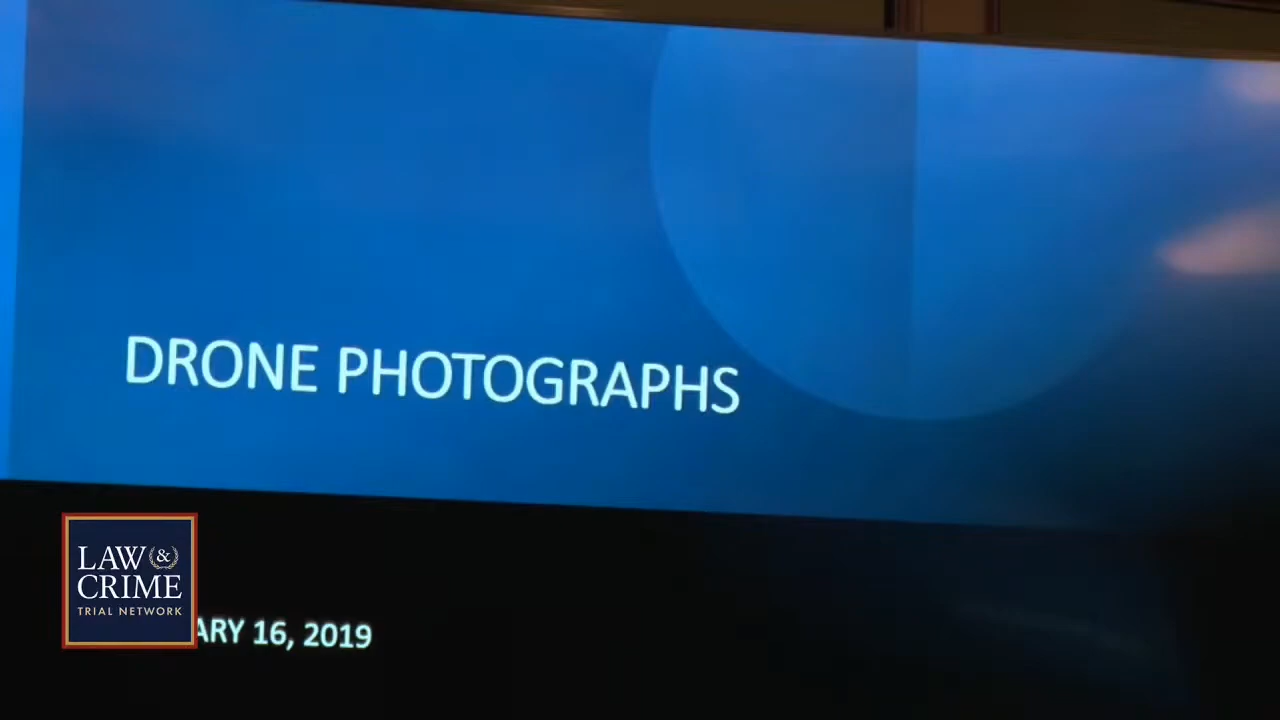 DRONE PHOTOGRAPHS
LAW &
CRIME
TRIAL NETWORK
ARY 16, 2019